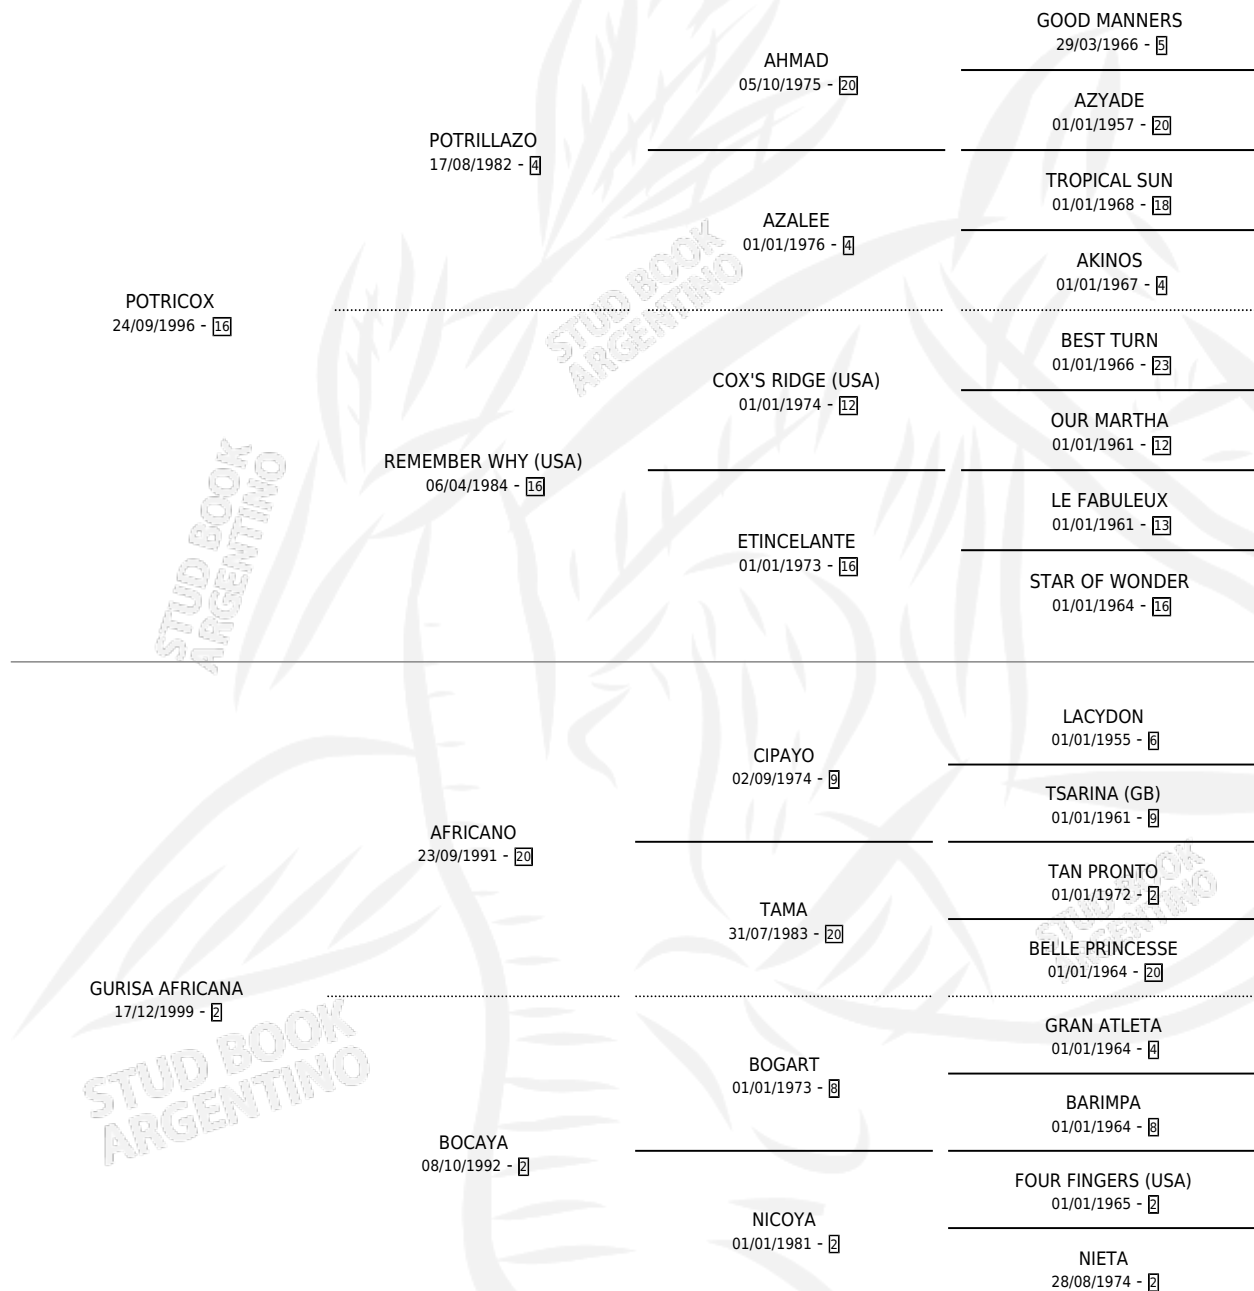 GOOD MANNERS
29/03/1966 - 5
AHMAD
05/10/1975 - 20
AZYADE
01/01/1957 - 20
POTRILLAZO
17/08/1982 - 4
TROPICAL SUN
01/01/1968 - 18
AZALEE
01/01/1976 - 4
AKINOS
01/01/1967 - 4
POTRICOX
24/09/1996 - 16
BEST TURN
01/01/1966 - 23
COX'S RIDGE (USA)
01/01/1974 - 12
OUR MARTHA
01/01/1961 - 12
REMEMBER WHY (USA)
06/04/1984 - 16
LE FABULEUX
01/01/1961 - 13
ETINCELANTE
01/01/1973 - 16
STAR OF WONDER
01/01/1964 - 16
LACYDON
01/01/1955 - 6
CIPAYO
02/09/1974 - 9
TSARINA (GB)
01/01/1961 - 9
AFRICANO
23/09/1991 - 20
TAN PRONTO
01/01/1972 - 2
TAMA
31/07/1983 - 20
BELLE PRINCESSE
01/01/1964 - 20
GURISA AFRICANA
17/12/1999 - 2
GRAN ATLETA
01/01/1964 - 4
BOGART
01/01/1973 - 8
BARIMPA
01/01/1964 - 8
BOCAYA
08/10/1992 - 2
FOUR FINGERS (USA)
01/01/1965 - 2
NICOYA
01/01/1981 - 2
NIETA
28/08/1974 - 2
STUD BOOK
ARGENTINO
STUD BOOK
ARGENTINO
STUD BOOK
ARGENTINO
STUD BOOK
ARGENTINO